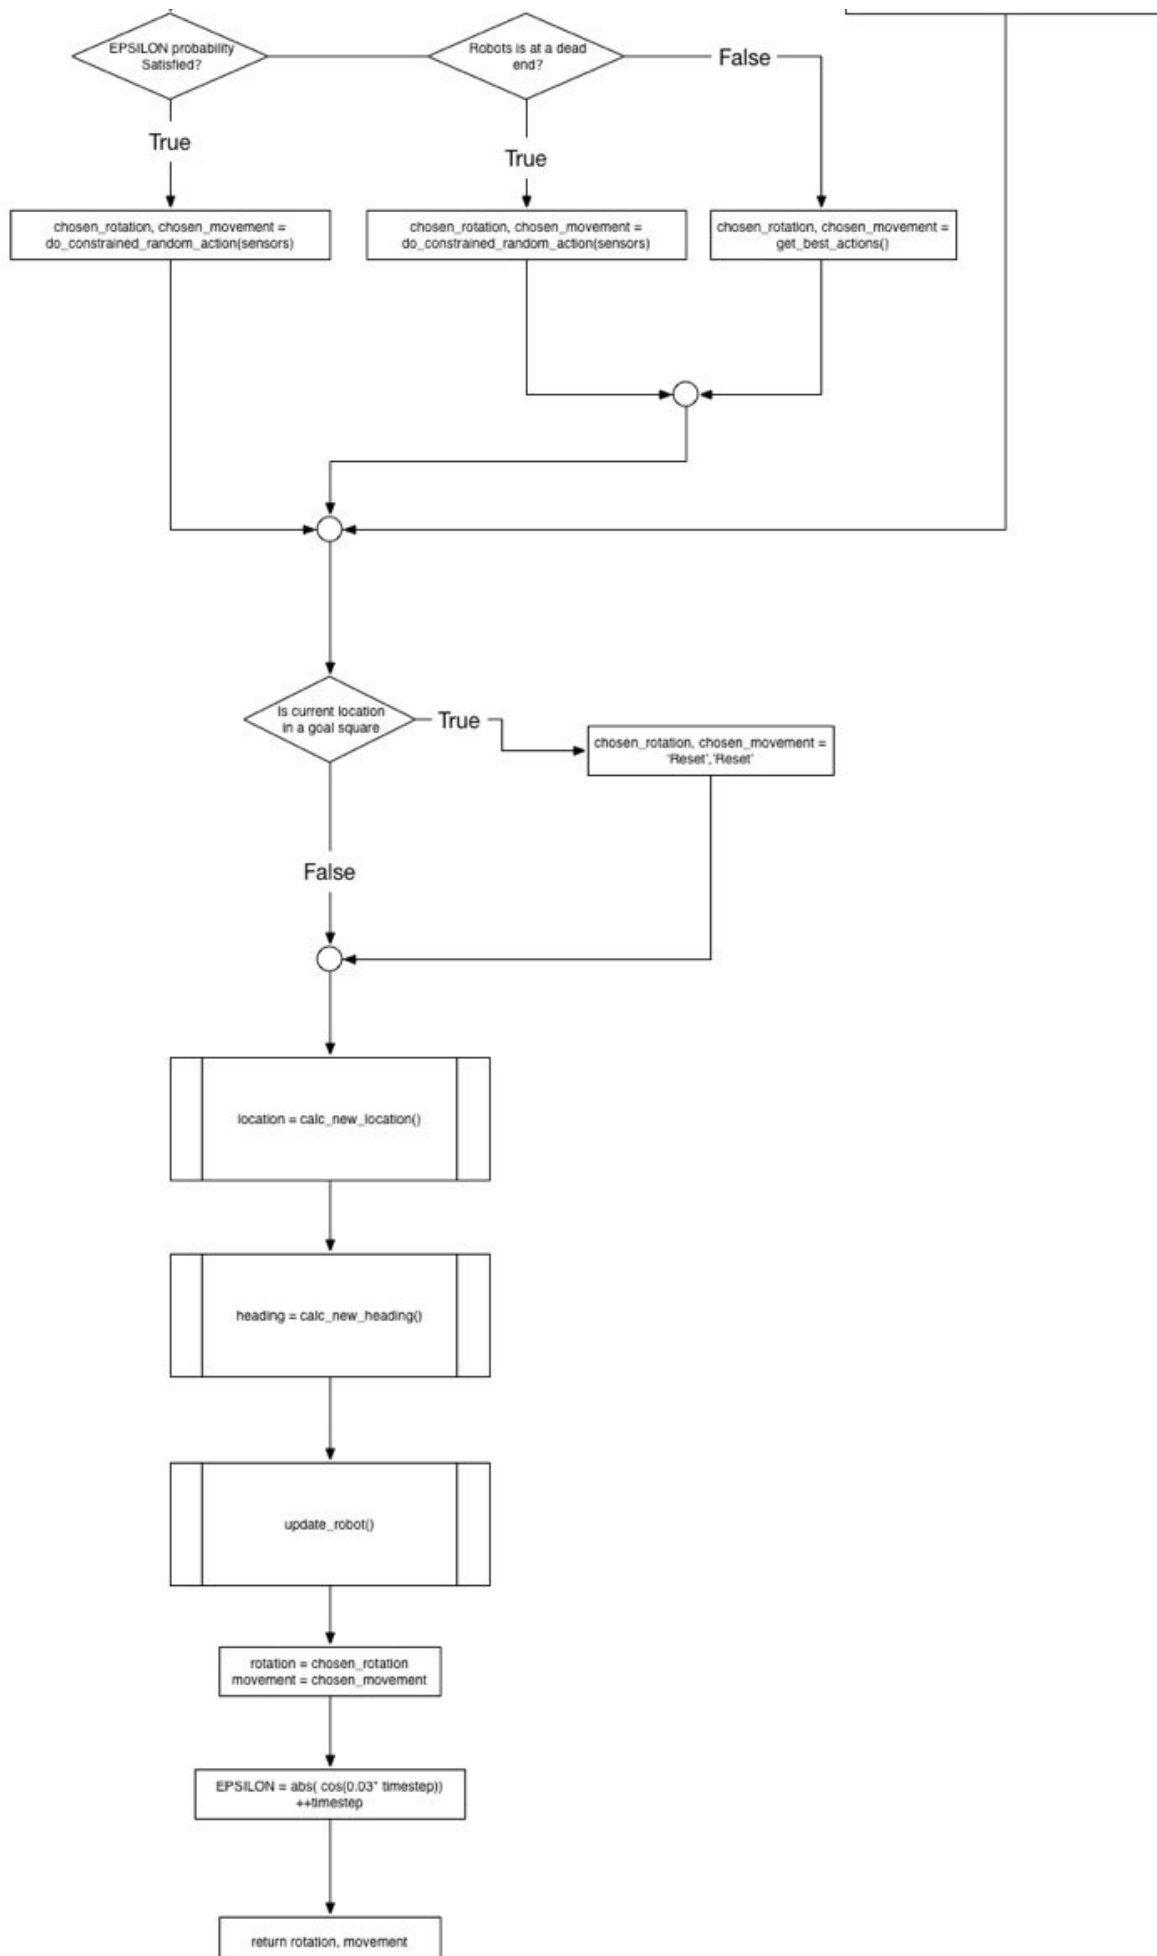 EPSILON probability
Satisfied?
Robots is at a dead
end?
False
True
True
chosen_rotation, chosen_movement =
do_constrained_random_action(sensors)
chosen_rotation, chosen_movement =
do_constrained_random_action(sensors)
chosen_rotation, chosen_movement =
get_best_actions()
Is current location
in a goal square
True
chosen_rotation, chosen_movement =
'Reset','Reset'
False
location = calc_new_location()
heading = calc_new_heading()
update_robot()
rotation = chosen_rotation
movement = chosen_movement
EPSILON = abs( cos(0.03* timestep))
++timestep
return rotation, movement